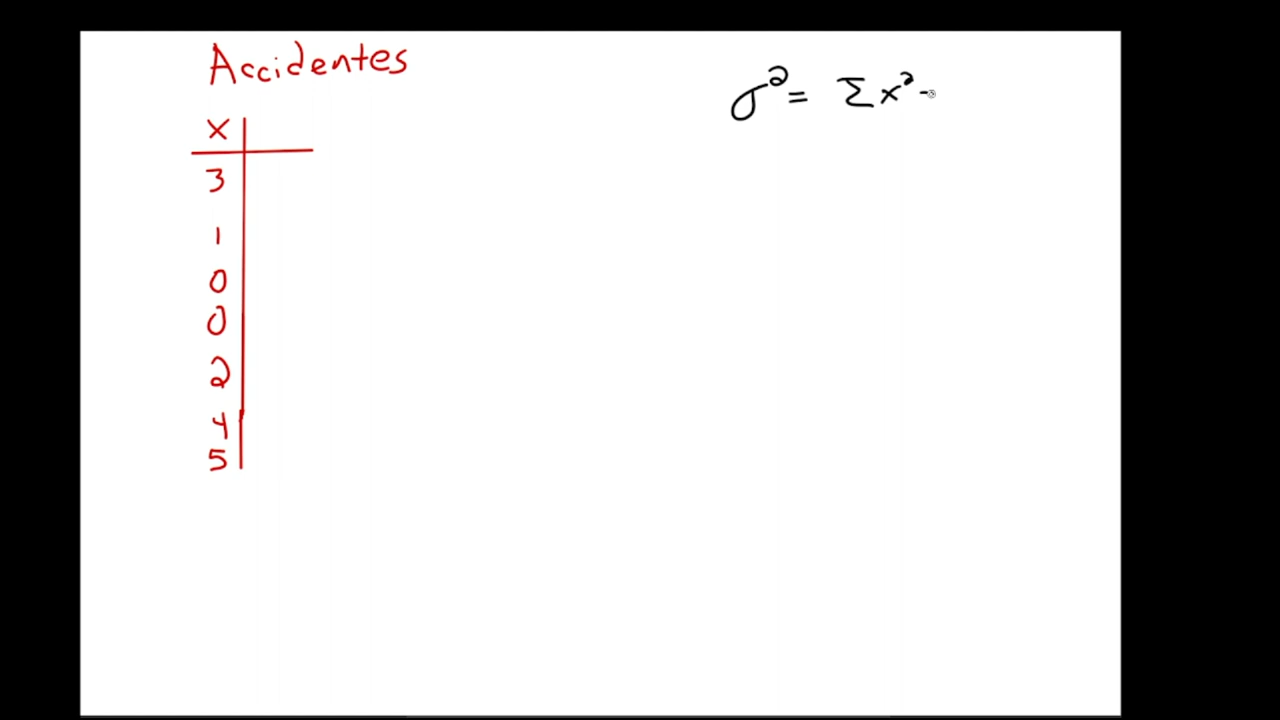 Accidentes
σ² = Σx² -
x
3
1
0
0
2
4
5